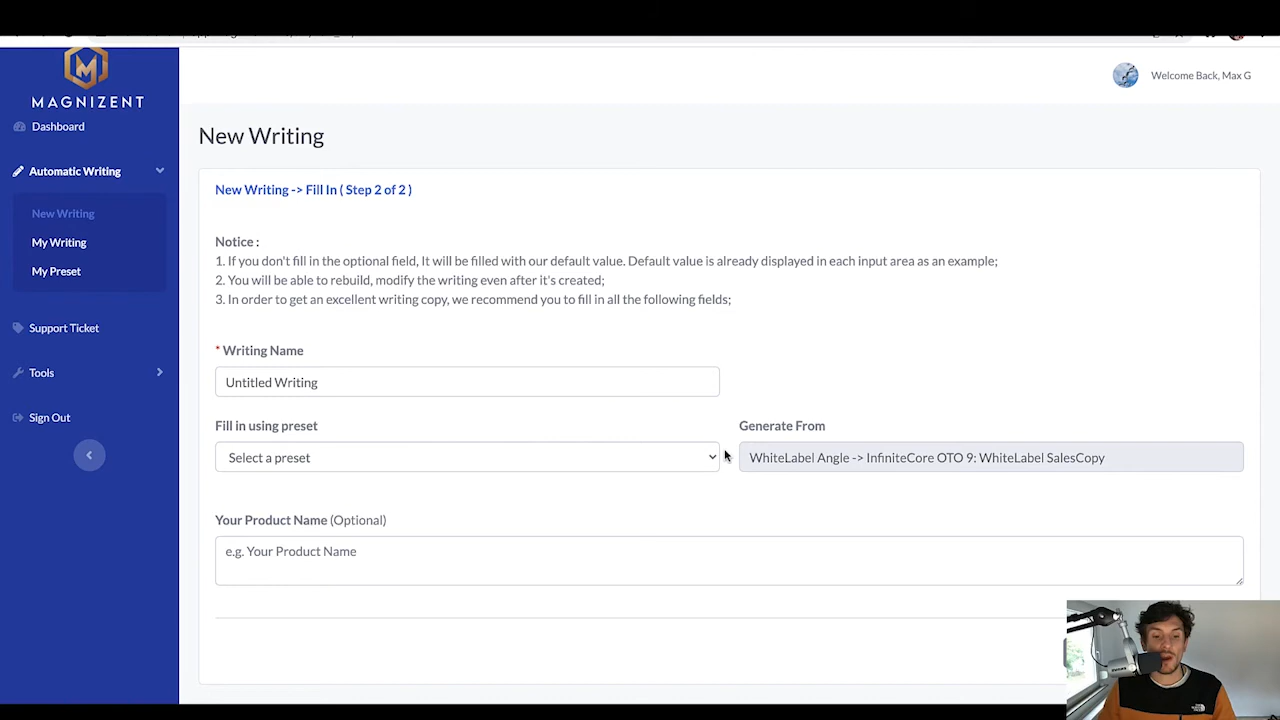 MAGNIZENT
Welcome Back, Max G
Dashboard
Automatic Writing
New Writing
My Writing
My Preset
Support Ticket
Tools
Sign Out
New Writing
New Writing -> Fill In ( Step 2 of 2 )
Notice :
1. If you don't fill in the optional field, It will be filled with our default value. Default value is already displayed in each input area as an example;
2. You will be able to rebuild, modify the writing even after it's created;
3. In order to get an excellent writing copy, we recommend you to fill in all the following fields;
* Writing Name
Untitled Writing
Fill in using preset
Generate From
Select a preset
WhiteLabel Angle -> InfiniteCore OTO 9: WhiteLabel SalesCopy
Your Product Name (Optional)
e.g. Your Product Name